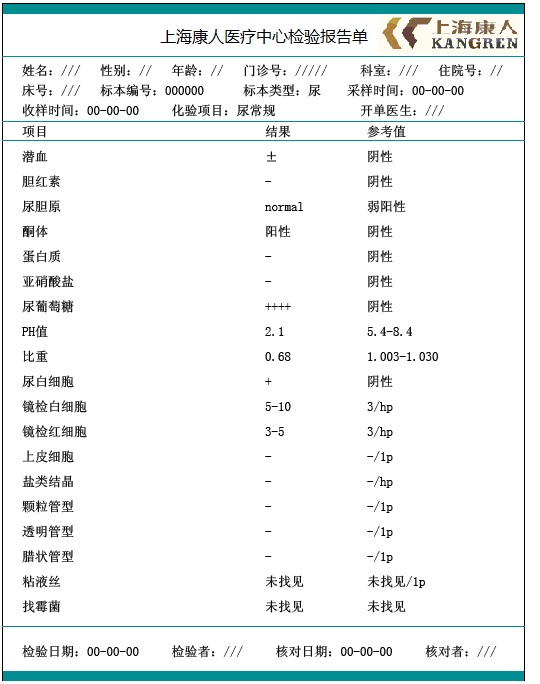 上海康人医疗中心检验报告单 上海康人 KANGREN
姓名：/// 性别：// 年龄：// 门诊号：///// 科室：/// 住院号：//
床号：/// 标本编号：000000 标本类型：尿 采样时间：00-00-00
收样时间：00-00-00 化验项目：尿常规 开单医生：///
项目 结果 参考值
潜血 ± 阴性
胆红素 - 阴性
尿胆原 normal 弱阳性
酮体 阳性 阴性
蛋白质 - 阴性
亚硝酸盐 - 阴性
尿葡萄糖 ++++ 阴性
PH值 2.1 5.4-8.4
比重 0.68 1.003-1.030
尿白细胞 + 阴性
镜检白细胞 5-10 3/hp
镜检红细胞 3-5 3/hp
上皮细胞 - -/1p
盐类结晶 - -/hp
颗粒管型 - -/1p
透明管型 - -/1p
腊状管型 - -/1p
粘液丝 未找见 未找见/1p
找霉菌 未找见 未找见
检验日期：00-00-00 检验者：/// 核对日期：00-00-00 核对者：///